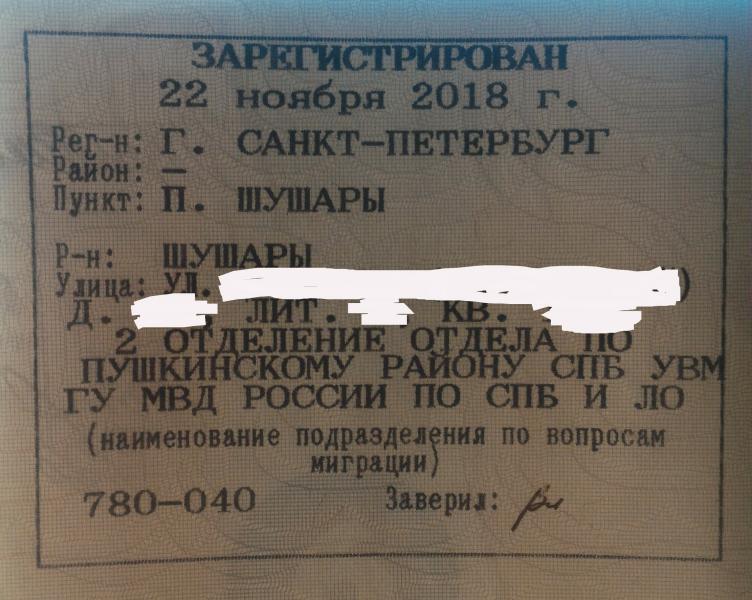 ЗАРЕГИСТРИРОВАН
22 ноября 2018 г.
Рег-н: Г. САНКТ-ПЕТЕРБУРГ
Район: -
Пункт: П. ШУШАРЫ
Р-н: ШУШАРЫ
Улица: УЛ. )
Д. ЛИТ. КВ.
2 ОТДЕЛЕНИЕ ОТДЕЛА ПО
ПУШКИНСКОМУ РАЙОНУ СПБ УВМ
ГУ МВД РОССИИ ПО СПБ И ЛО
(наименование подразделения по вопросам
миграции)
780-040 Заверил: